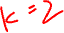 k = 2